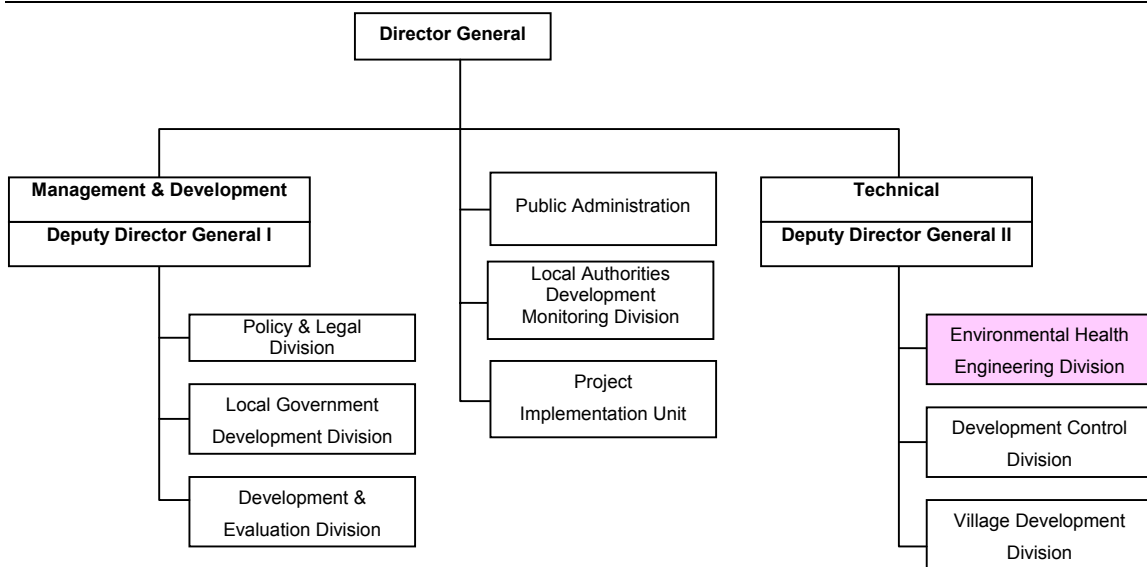 Director General
Management & Development
Deputy Director General I
Policy & Legal
Division
Local Government
Development Division
Development &
Evaluation Division
Public Administration
Local Authorities
Development
Monitoring Division
Project
Implementation Unit
Technical
Deputy Director General II
Environmental Health
Engineering Division
Development Control
Division
Village Development
Division